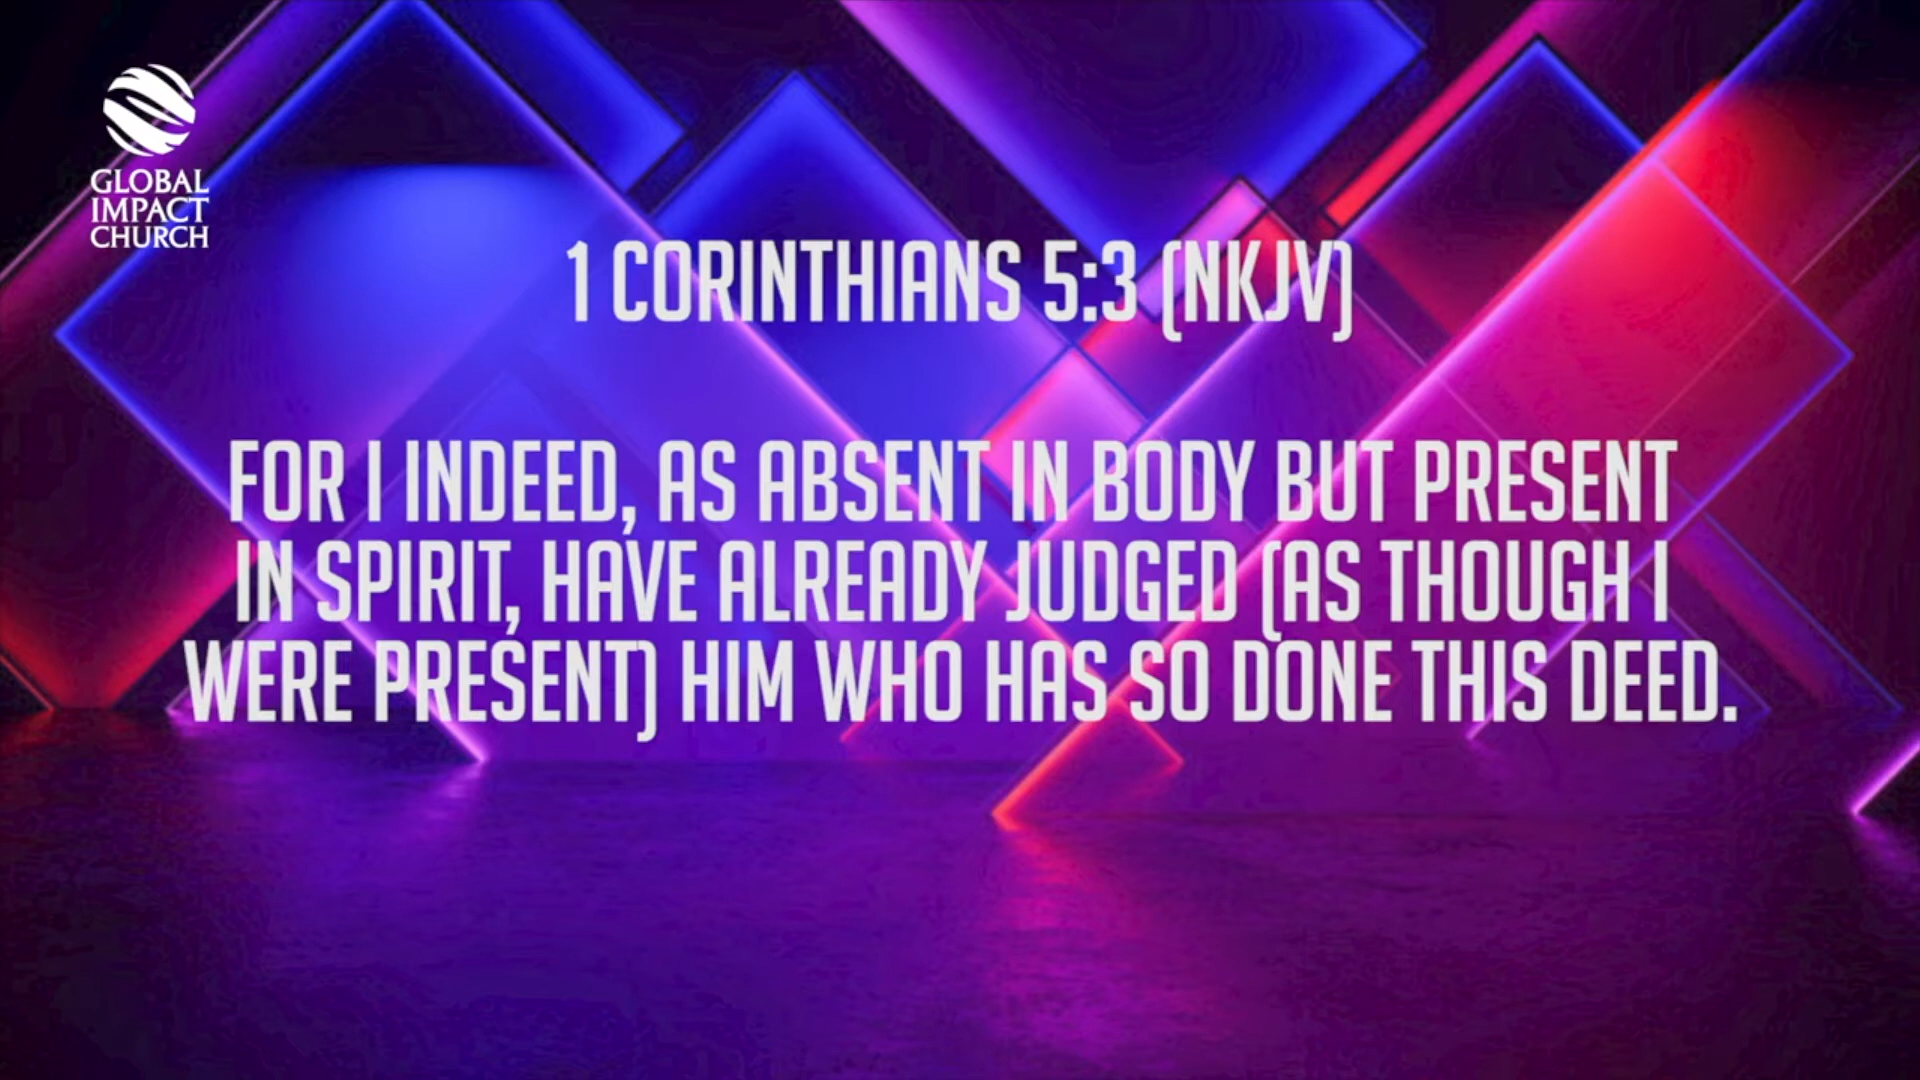 GLOBAL
IMPACT
CHURCH
1 CORINTHIANS 5:3 (NKJV)
FOR I INDEED, AS ABSENT IN BODY BUT PRESENT
IN SPIRIT, HAVE ALREADY JUDGED (AS THOUGH I
WERE PRESENT) HIM WHO HAS SO DONE THIS DEED.